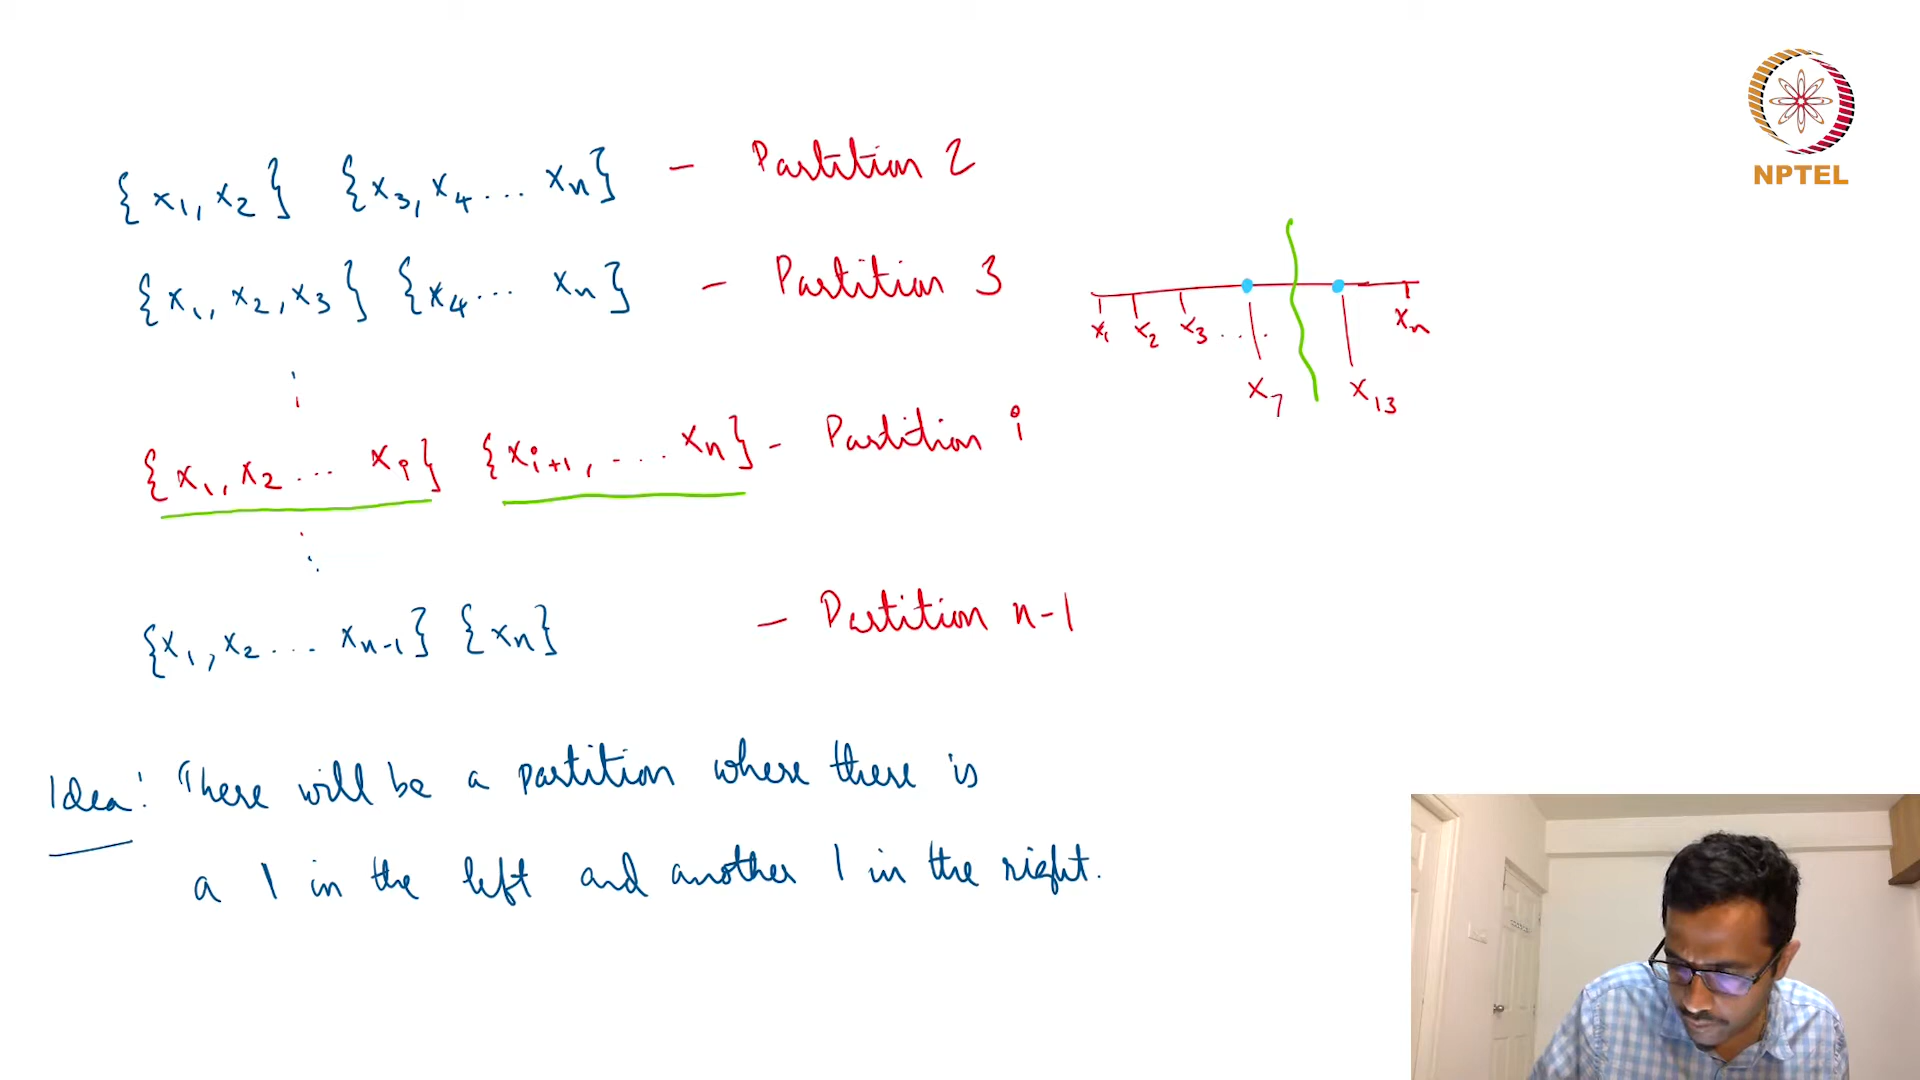 {x₁, x₂} {x₃, x₄ ... xₙ} – Partition 2
{x₁, x₂, x₃} {x₄ ... xₙ} – Partition 3
{x₁, x₂ ... xᵢ} {xᵢ₊₁, ... xₙ} - Partition i
{x₁, x₂ ... xₙ₋₁} {xₙ} – Partition n-1
Idea: There will be a partition where there is
a 1 in the left and another 1 in the right.
x₁ x₂ x₃ ... xₙ
x₇ x₁₃
NPTEL